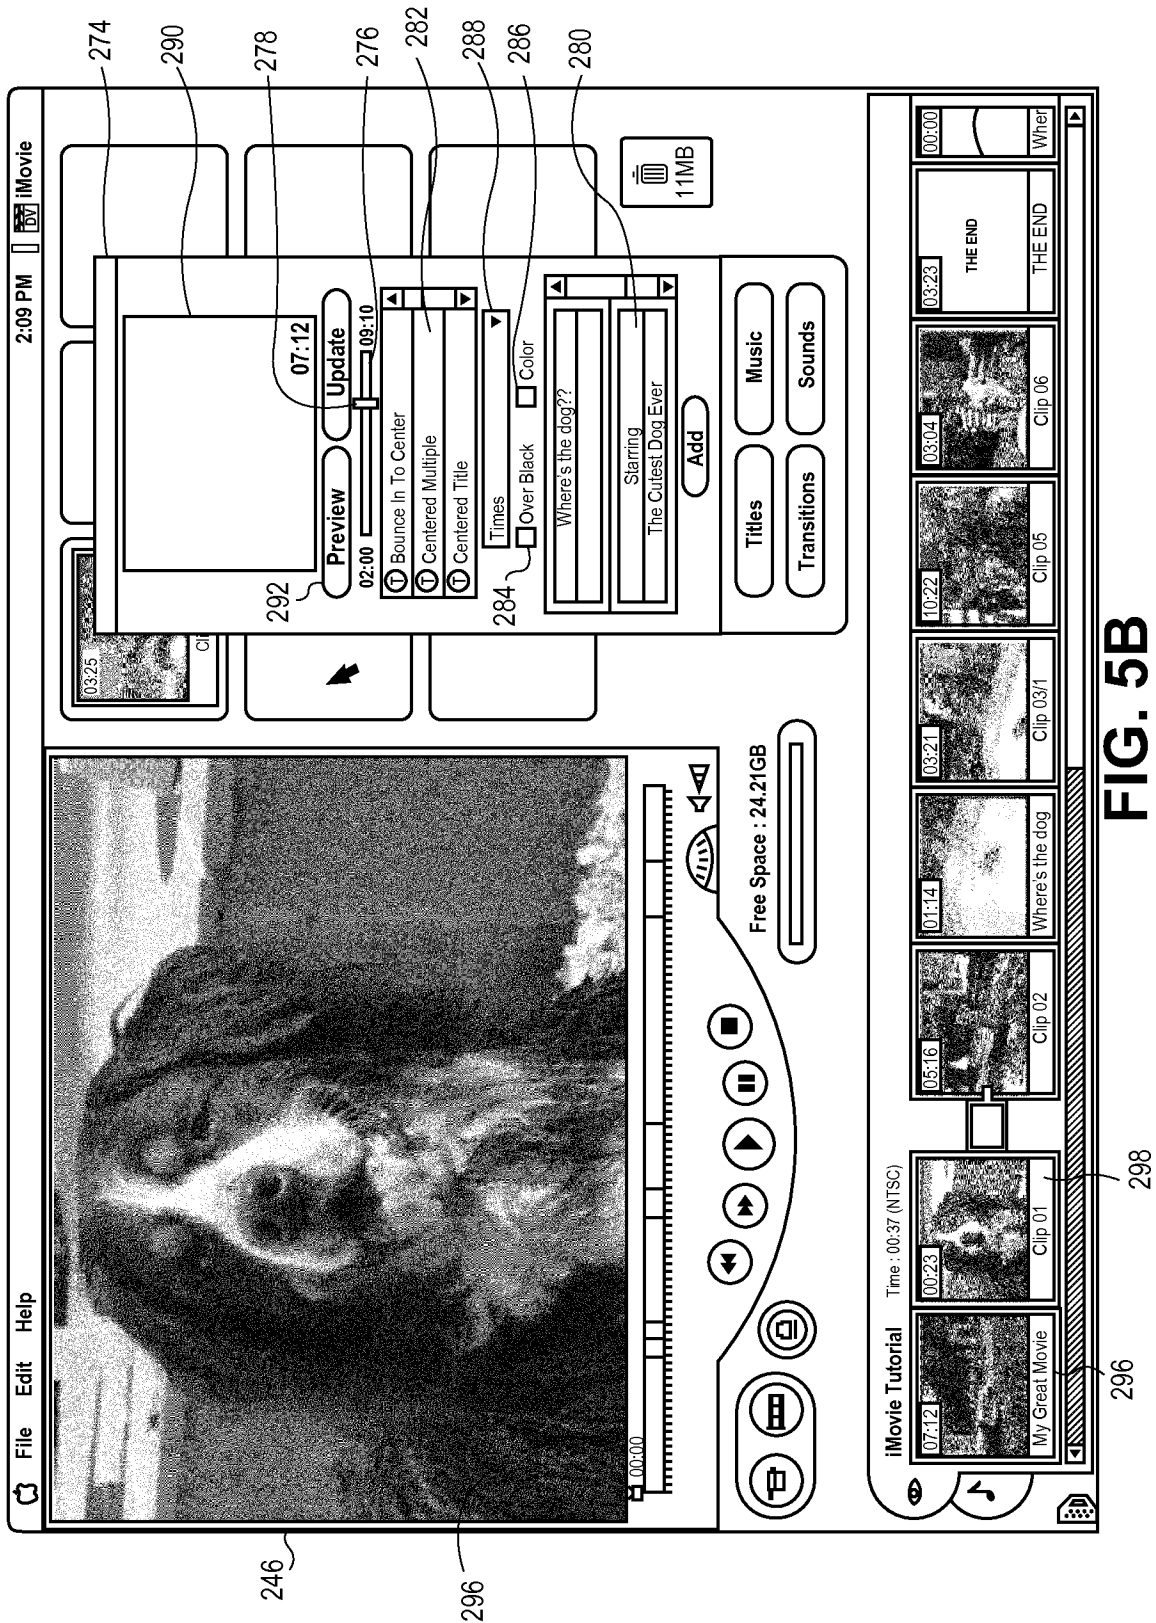 File Edit Help
2:09 PM DV iMovie
274
290
278
276
282
288
286
280
246
296
03:25
Cli
07:12
292
Preview
Update
02:00
09:10
T Bounce In To Center
T Centered Multiple
T Centered Title
Times
284
Over Black
Color
Where's the dog??
Starring
The Cutest Dog Ever
Add
Titles
Music
Transitions
Sounds
11MB
00:00
Free Space : 24.21GB
iMovie Tutorial
Time : 00:37 (NTSC)
07:12
My Great Movie
00:23
Clip 01
05:16
Clip 02
01:14
Where's the dog
03:21
Clip 03/1
10:22
Clip 05
03:04
Clip 06
03:23
THE END
THE END
00:00
Wher
296
298
FIG. 5B